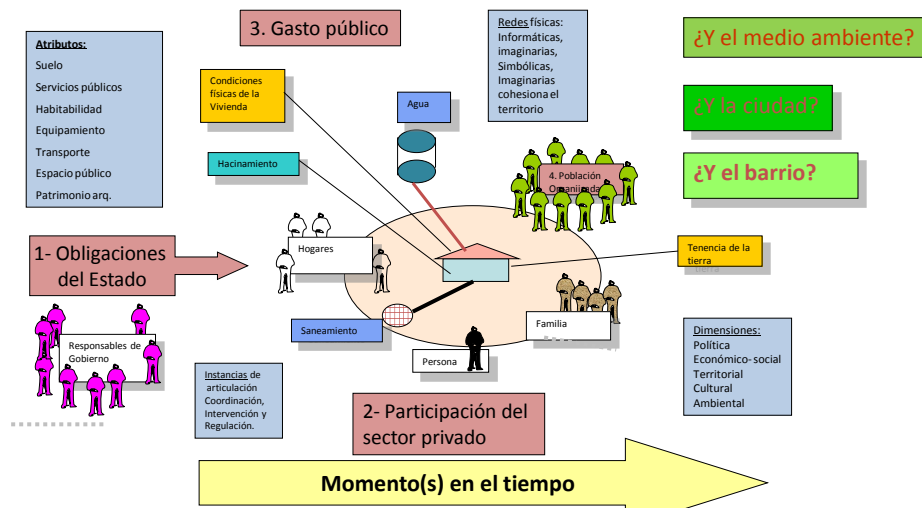 3. Gasto público
Atributos:
Suelo
Servicios públicos
Habitabilidad
Equipamiento
Transporte
Espacio público
Patrimonio arq.
Condiciones
físicas de la
Vivienda
Hacinamiento
Agua
Redes físicas:
Informáticas,
imaginarias,
Simbólicas,
Imaginarias
cohesiona el
territorio
¿Y el medio ambiente?
¿Y la ciudad?
¿Y el barrio?
4. Población
Organizada
1- Obligaciones
del Estado
Hogares
Tenencia de la
tierra
Responsables de
Gobierno
Saneamiento
Familia
Persona
Instancias de
articulación
Coordinación,
Intervención y
Regulación.
Dimensiones:
Política
Económico-social
Territorial
Cultural
Ambiental
2- Participación del
sector privado
Momento(s) en el tiempo